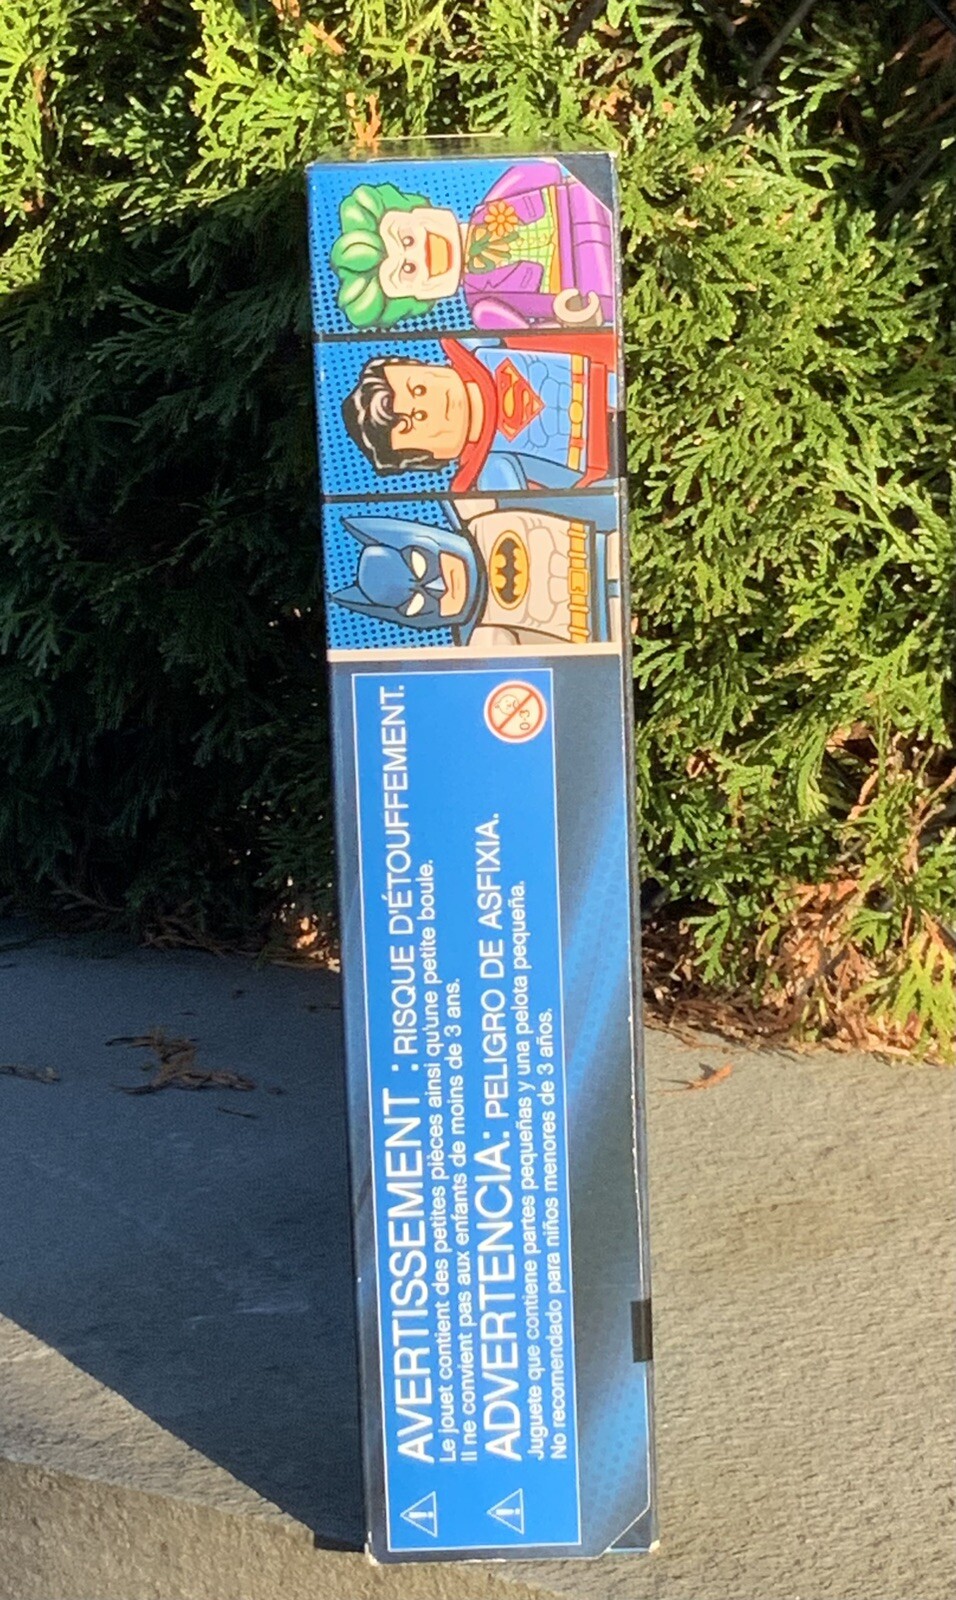 ⚠ AVERTISSEMENT : RISQUE D'ÉTOUFFEMENT.
Le jouet contient des petites pièces ainsi qu'une petite boule.
Il ne convient pas aux enfants de moins de 3 ans.
⚠ ADVERTENCIA: PELIGRO DE ASFIXIA.
Juguete que contiene partes pequeñas y una pelota pequeña.
No recomendado para niños menores de 3 años.
0-3